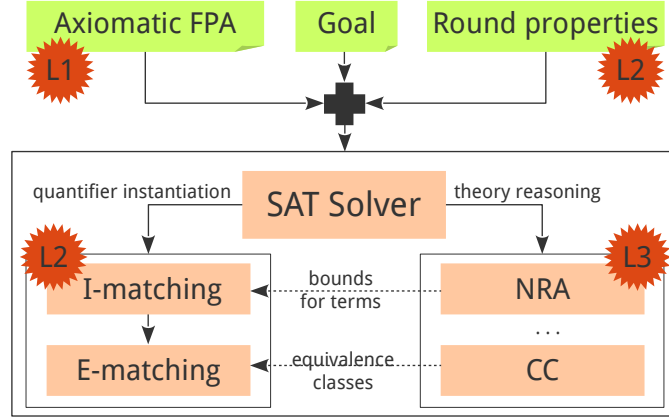 Axiomatic FPA
Goal
Round properties
L1
L2
quantifier instantiation
SAT Solver
theory reasoning
L2
L3
I-matching
bounds
for terms
NRA
...
E-matching
equivalence
classes
CC